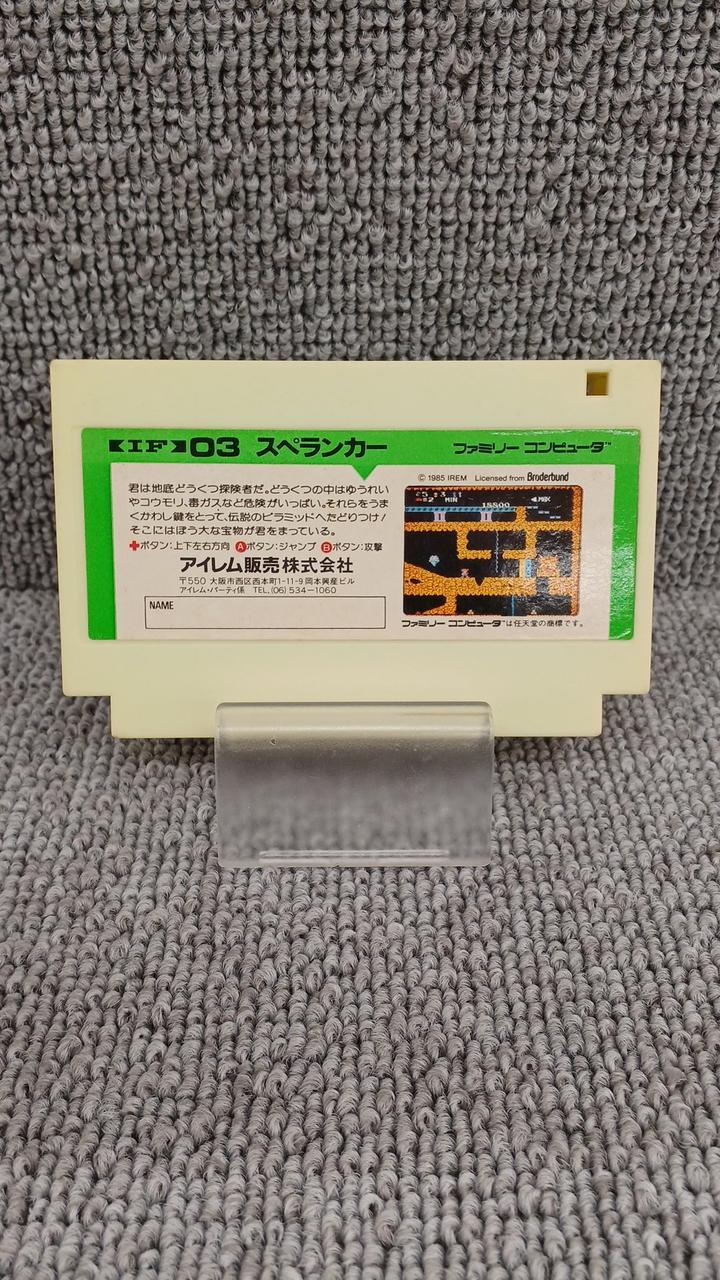 IF 03 スペランカー
ファミリー コンピュータ™
© 1985 IREM Licensed from Brøderbund
君は地底どうくつ探険者だ。どうくつの中はゆうれい
やコウモリ、毒ガスなど危険がいっぱい。それらをうま
くかわし鍵をとって、伝説のピラミッドへたどりつけ!
そこにはぼう大な宝物が君をまっている。
✚ボタン:上下左右方向 Ⓐボタン:ジャンプ Ⓑボタン:攻撃
アイレム販売株式会社
〒550 大阪市西区西本町1-11-9 岡本興産ビル
アイレム・パーティ係 TEL.(06)534-1060
NAME
MIN
15800
MAX
ファミリー コンピュータ™は任天堂の商標です。